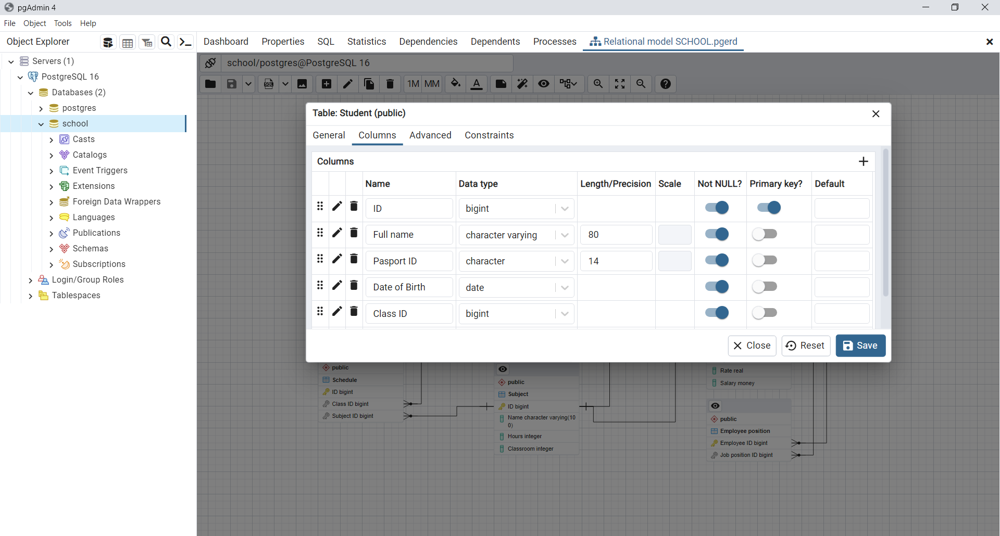 pgAdmin 4
File Object Tools Help
Object Explorer
Dashboard Properties SQL Statistics Dependencies Dependents Processes Relational model SCHOOL.pgerd
Servers (1)
PostgreSQL 16
Databases (2)
postgres
school
Casts
Catalogs
Event Triggers
Extensions
Foreign Data Wrappers
Languages
Publications
Schemas
Subscriptions
Login/Group Roles
Tablespaces
school/postgres@PostgreSQL 16
SQL 1M MM A
Table: Student (public)
General Columns Advanced Constraints
Columns
Name Data type Length/Precision Scale Not NULL? Primary key? Default
ID bigint
Full name character varying 80
Pasport ID character 14
Date of Birth date
Class ID bigint
Close Reset Save
public
Schedule
ID bigint
Class ID bigint
Subject ID bigint
public
Subject
ID bigint
Name character varying(10
0)
Hours integer
Classroom integer
Rate real
Salary money
public
Employee position
Employee ID bigint
Job position ID bigint